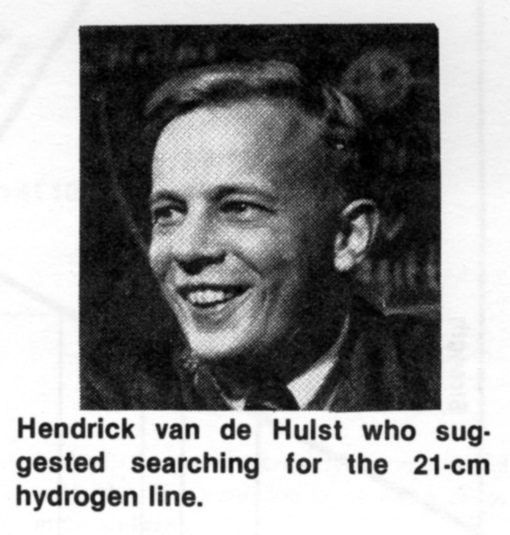 Hendrick van de Hulst who sug-
gested searching for the 21-cm
hydrogen line.